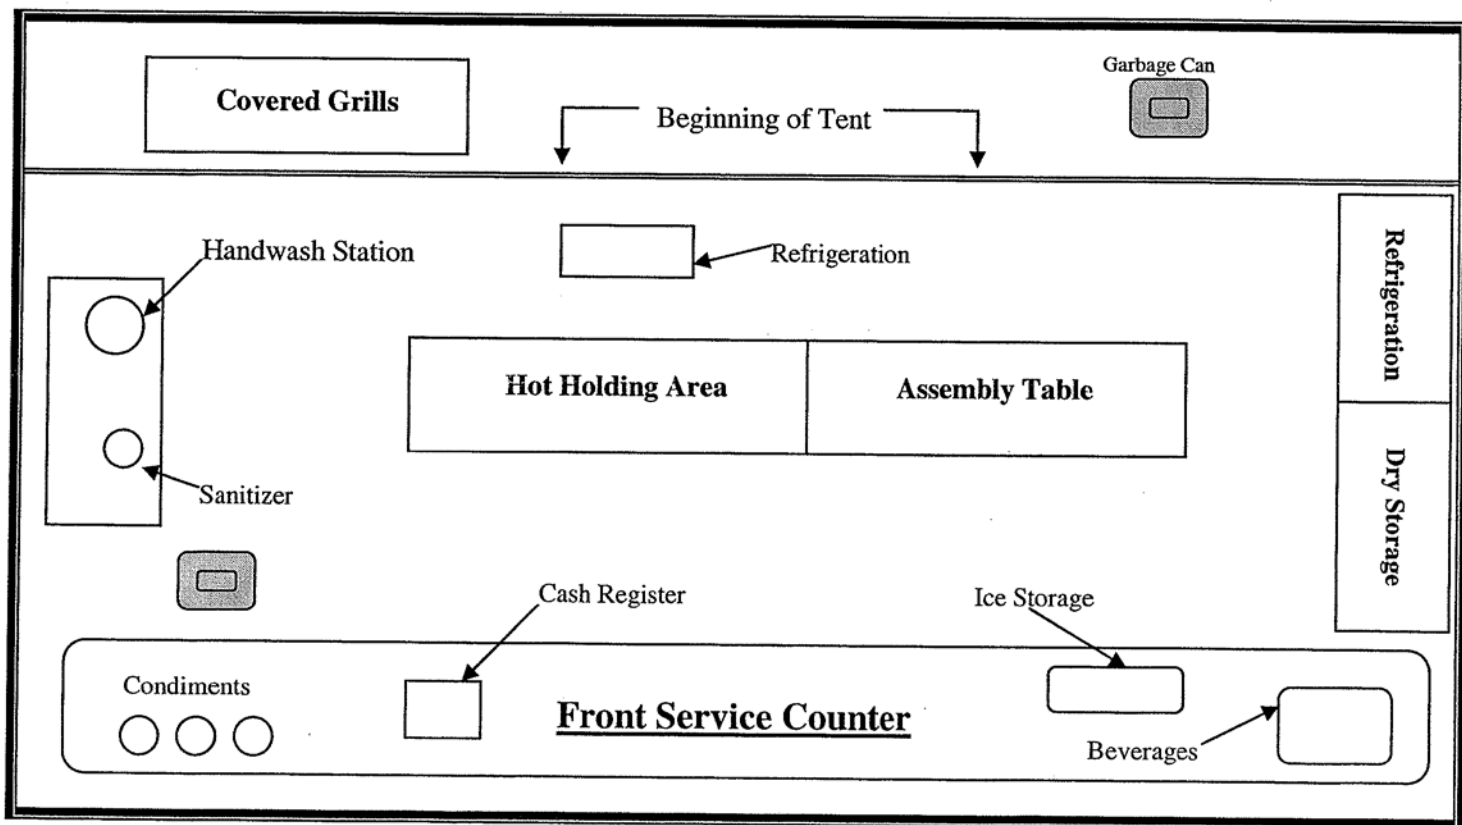 Garbage Can
Covered Grills
Beginning of Tent
Handwash Station
Refrigeration
Refrigeration
Hot Holding Area
Assembly Table
Sanitizer
Dry Storage
Cash Register
Ice Storage
Condiments
Front Service Counter
Beverages